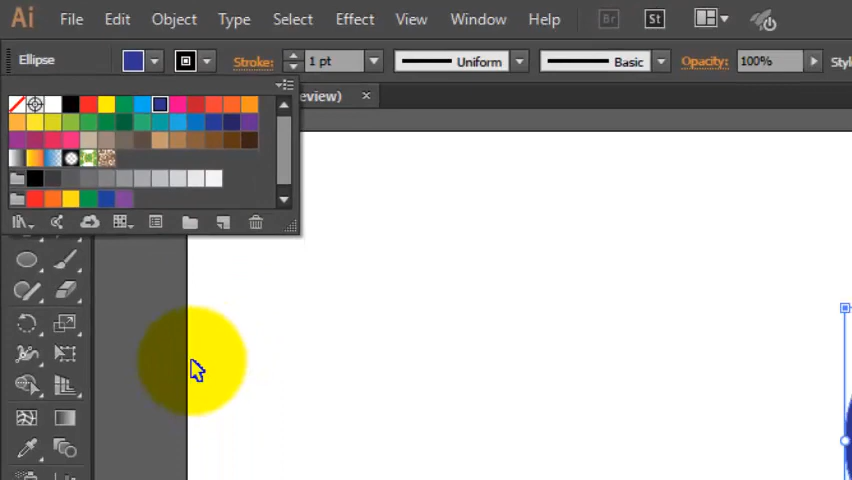 Ai File Edit Object Type Select Effect View Window Help Br St
Ellipse Stroke: 1 pt Uniform Basic Opacity: 100% Styl
eview) ×